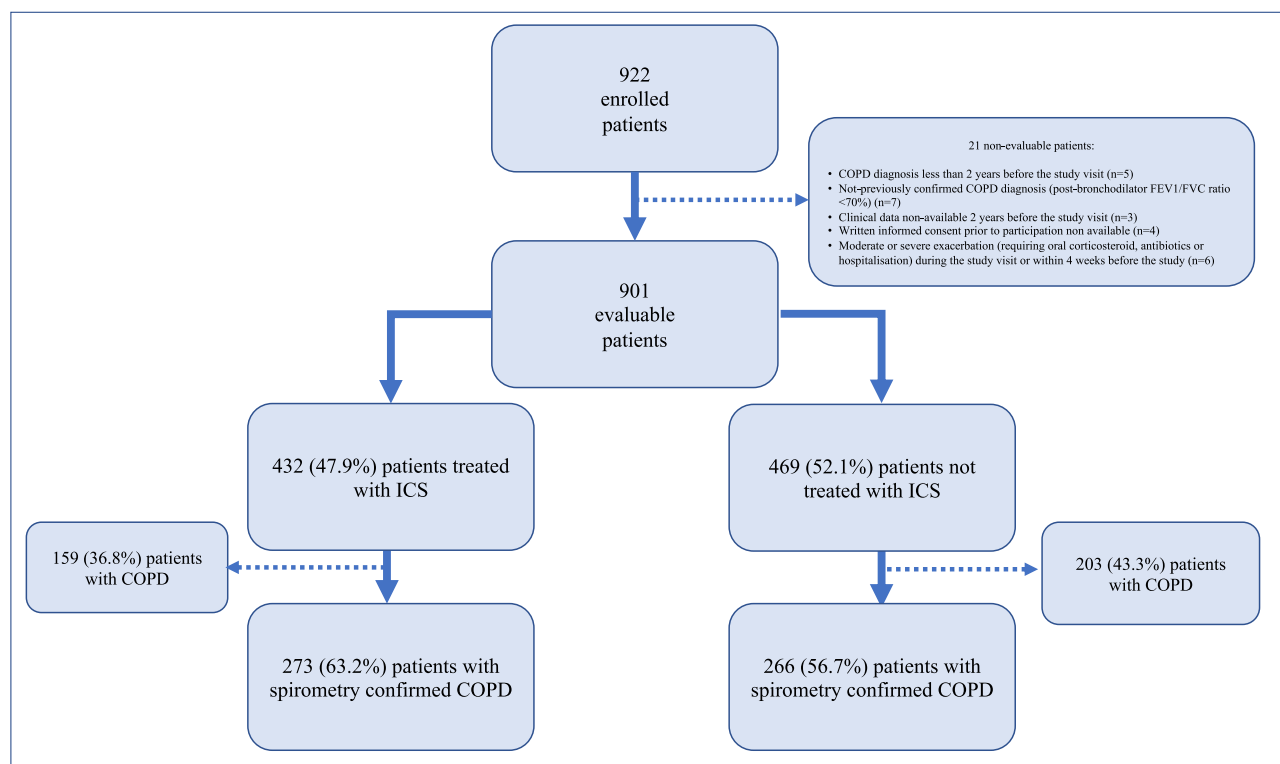 922
enrolled
patients
21 non-evaluable patients:
• COPD diagnosis less than 2 years before the study visit (n=5)
• Not-previously confirmed COPD diagnosis (post-bronchodilator FEV1/FVC ratio
<70%) (n=7)
• Clinical data non-available 2 years before the study visit (n=3)
• Written informed consent prior to participation non available (n=4)
• Moderate or severe exacerbation (requiring oral corticosteroid, antibiotics or
hospitalisation) during the study visit or within 4 weeks before the study (n=6)
901
evaluable
patients
432 (47.9%) patients treated
with ICS
469 (52.1%) patients not
treated with ICS
159 (36.8%) patients
with COPD
203 (43.3%) patients
with COPD
273 (63.2%) patients with
spirometry confirmed COPD
266 (56.7%) patients with
spirometry confirmed COPD